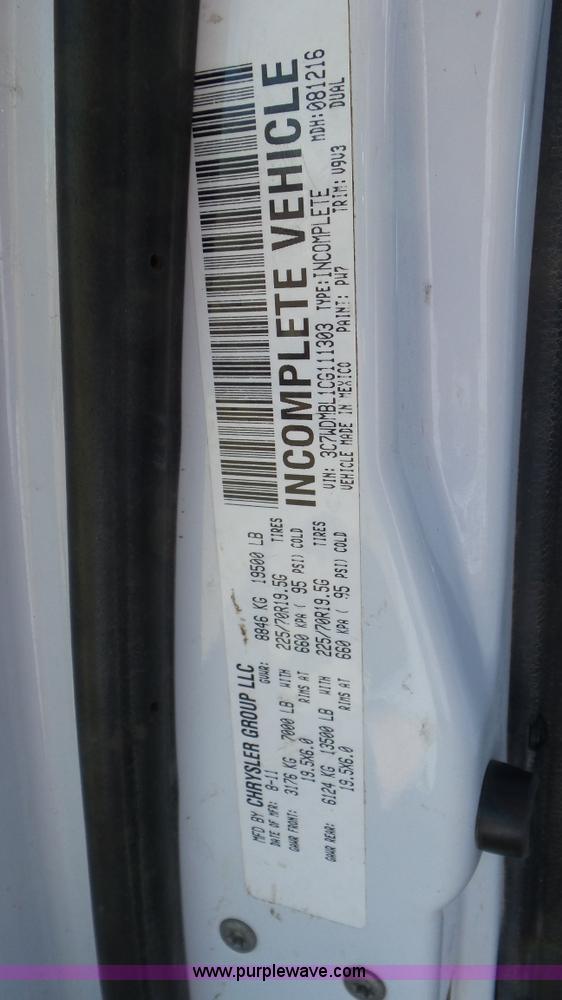 MFD BY CHRYSLER GROUP LLC
DATE OF MFR: 8-11 GVWR: 8846 KG 19500 LB
GAWR FRONT: 3176 KG 7000 LB WITH 225/70R19.5G TIRES
19.5X6.0 RIMS AT 660 KPA ( 95 PSI) COLD
GAWR REAR: 6124 KG 13500 LB WITH 225/70R19.5G TIRES
19.5X6.0 RIMS AT 660 KPA ( 95 PSI) COLD
INCOMPLETE VEHICLE
VIN: 3C7WDMBL1CG111303 TYPE: INCOMPLETE MDH: 081216
VEHICLE MADE IN MEXICO PAINT: PW7 TRIM: V9V3 DUAL
www.purplewave.com